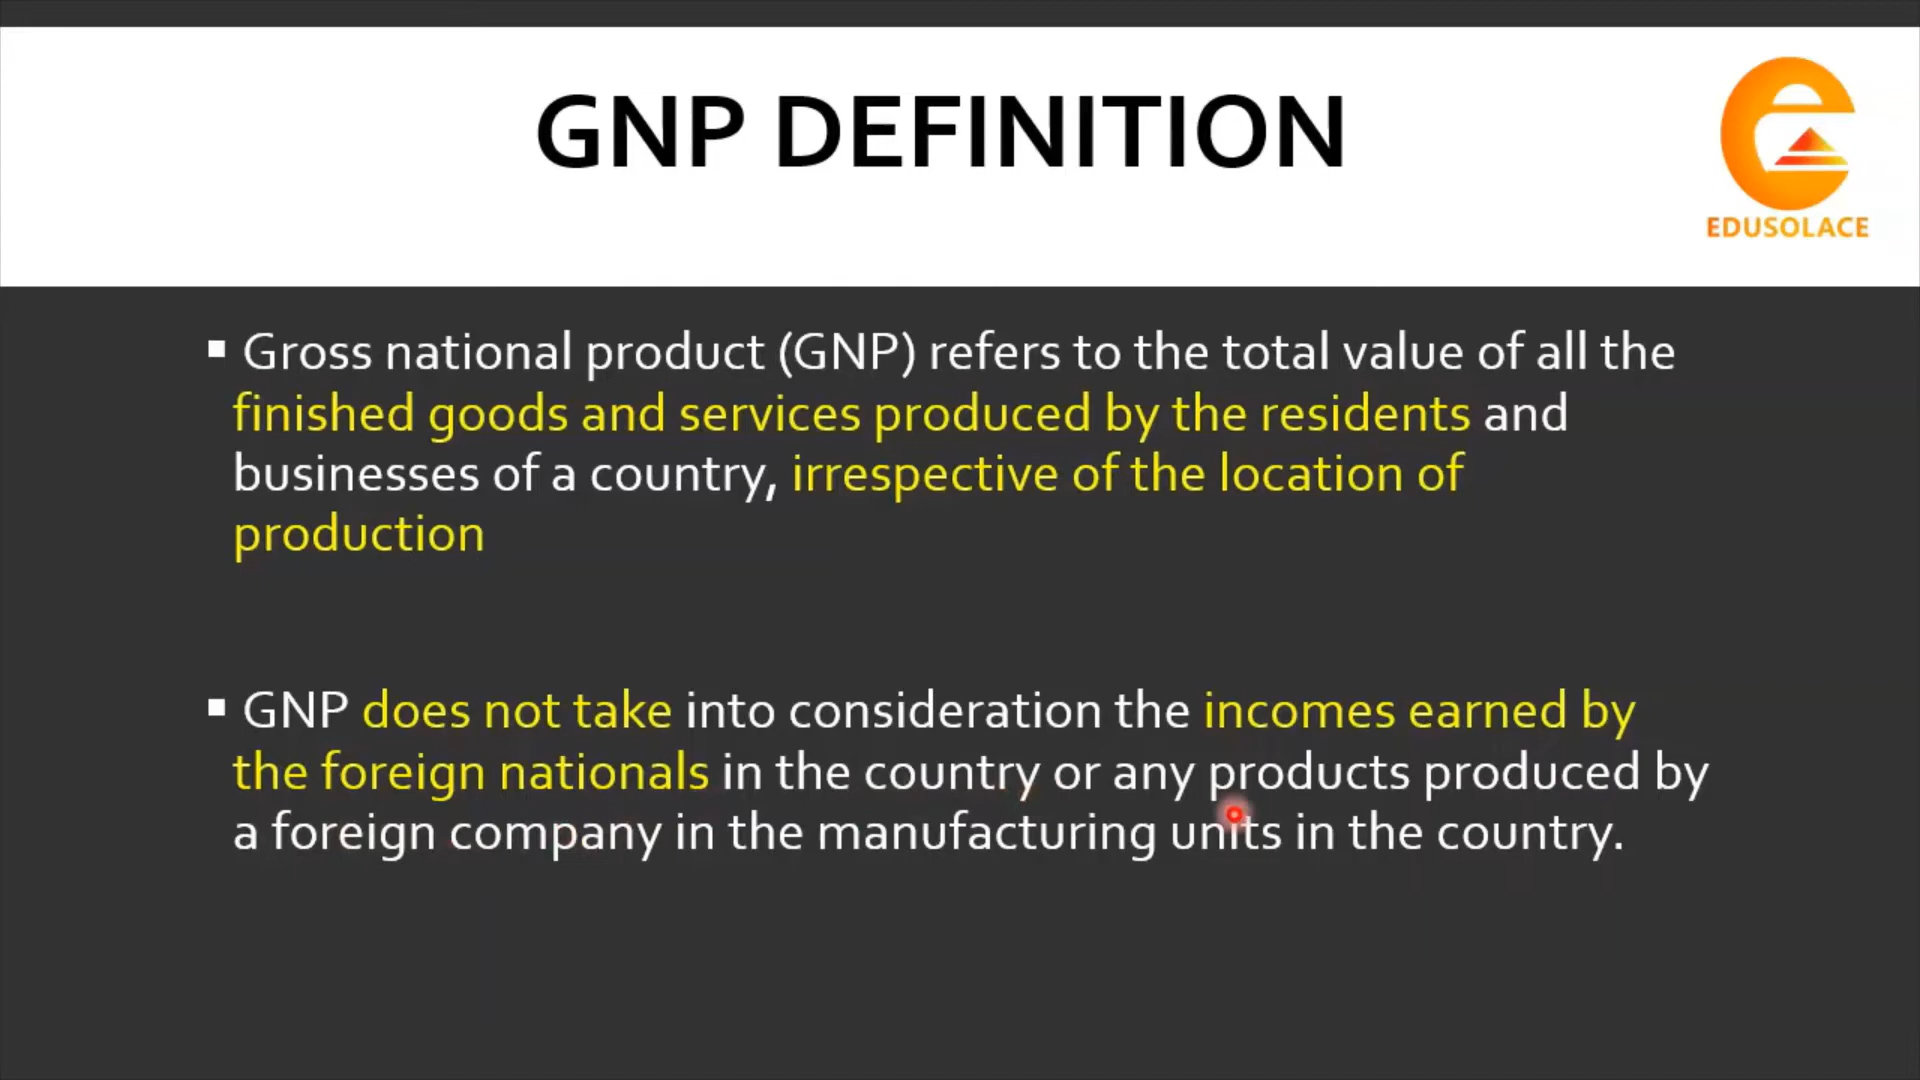 GNP DEFINITION
EDUSOLACE
▪ Gross national product (GNP) refers to the total value of all the
finished goods and services produced by the residents and
businesses of a country, irrespective of the location of
production
▪ GNP does not take into consideration the incomes earned by
the foreign nationals in the country or any products produced by
a foreign company in the manufacturing units in the country.